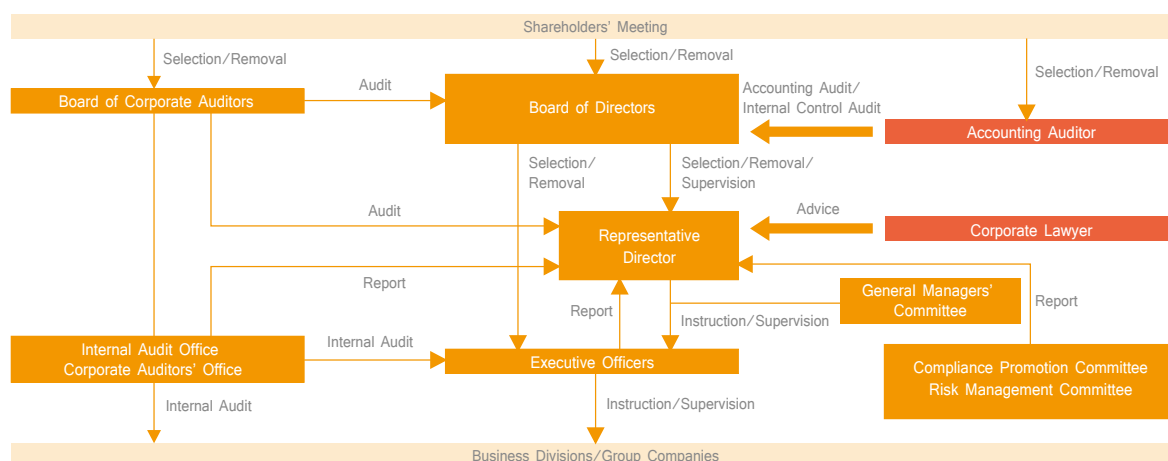 Shareholders' Meeting
Selection/Removal
Selection/Removal
Selection/Removal
Board of Corporate Auditors
Audit
Board of Directors
Accounting Audit/
Internal Control Audit
Accounting Auditor
Selection/
Removal
Selection/Removal/
Supervision
Audit
Representative
Director
Advice
Corporate Lawyer
Report
Report
General Managers'
Committee
Report
Instruction/Supervision
Internal Audit Office
Corporate Auditors' Office
Internal Audit
Executive Officers
Compliance Promotion Committee
Risk Management Committee
Internal Audit
Instruction/Supervision
Business Divisions/Group Companies